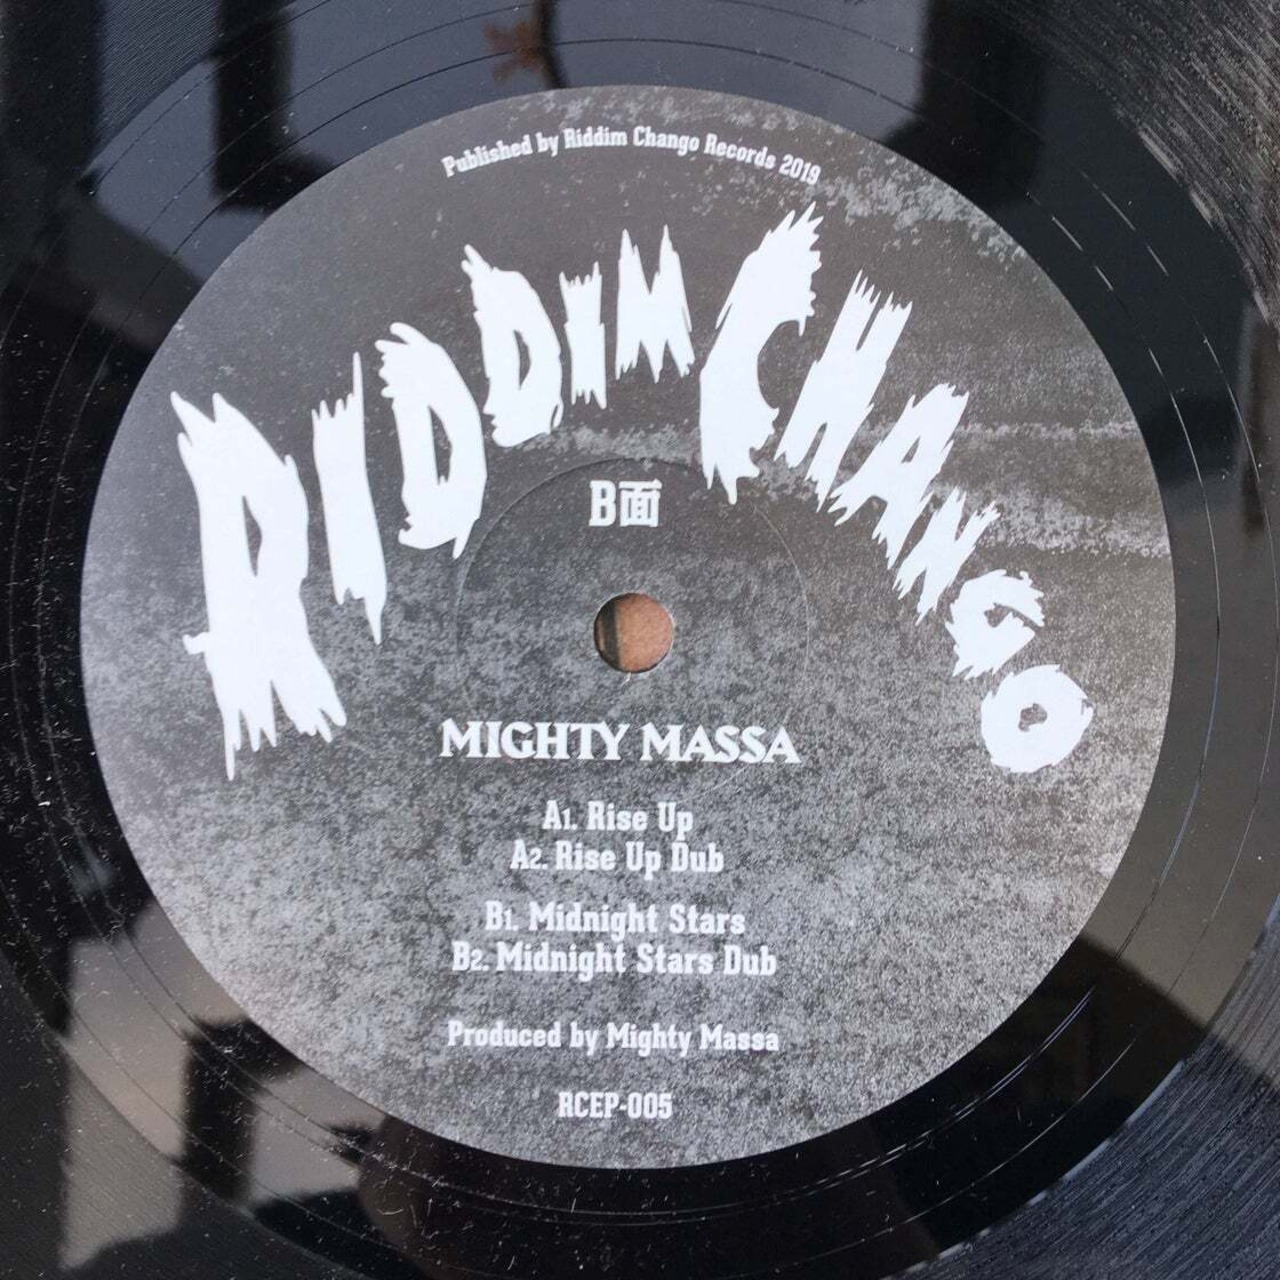 Published by Riddim Chango Records 2019
RIDDIM CHANGO
B面
MIGHTY MASSA
A1. Rise Up
A2. Rise Up Dub
B1. Midnight Stars
B2. Midnight Stars Dub
Produced by Mighty Massa
RCEP-005